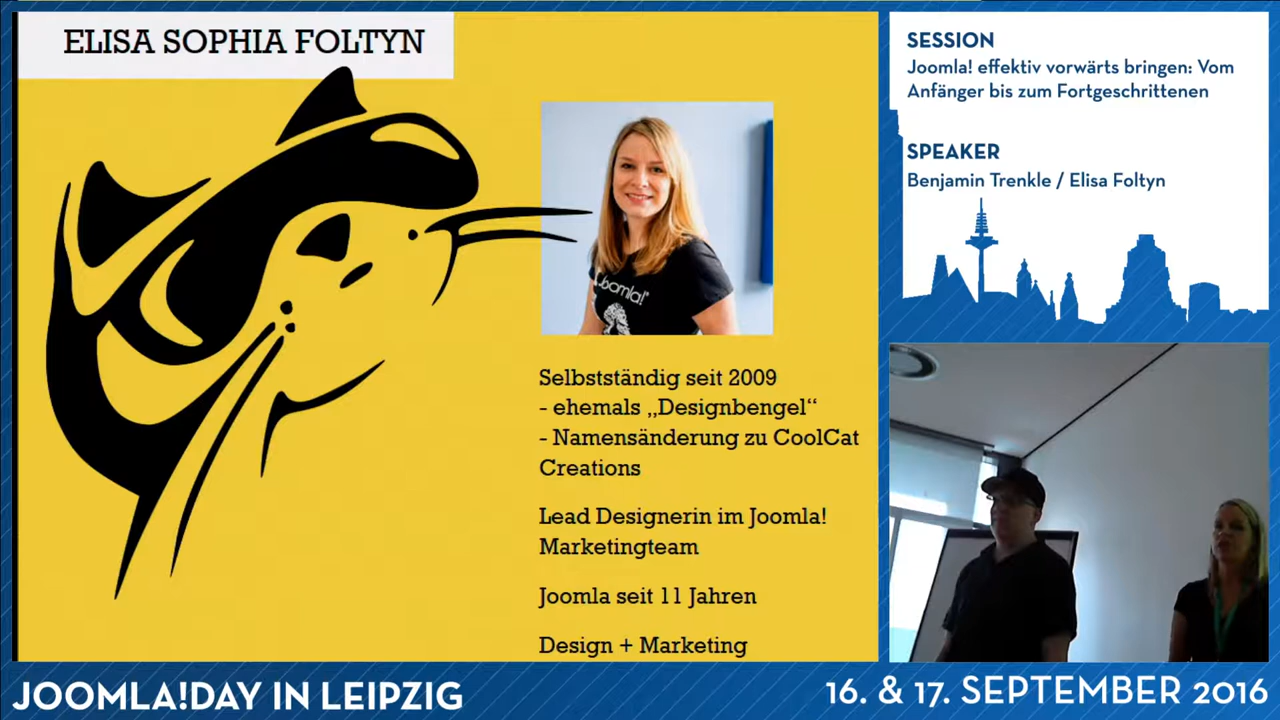 ELISA SOPHIA FOLTYN
Joomla!
Selbstständig seit 2009
- ehemals „Designbengel“
- Namensänderung zu CoolCat
Creations
Lead Designerin im Joomla!
Marketingteam
Joomla seit 11 Jahren
Design + Marketing
SESSION
Joomla! effektiv vorwärts bringen: Vom
Anfänger bis zum Fortgeschrittenen
SPEAKER
Benjamin Trenkle / Elisa Foltyn
JOOMLA!DAY IN LEIPZIG
16. & 17. SEPTEMBER 2016